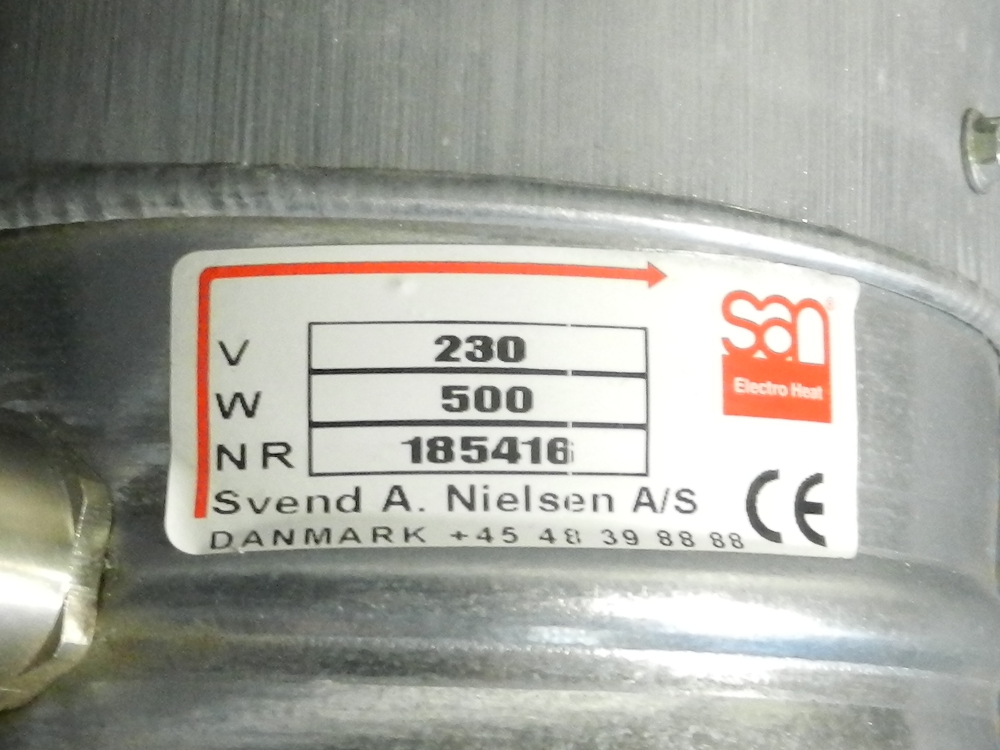 san®
Electro Heat
V 230
W 500
NR 185416
Svend A. Nielsen A/S
DANMARK +45 48 39 88 88
CE